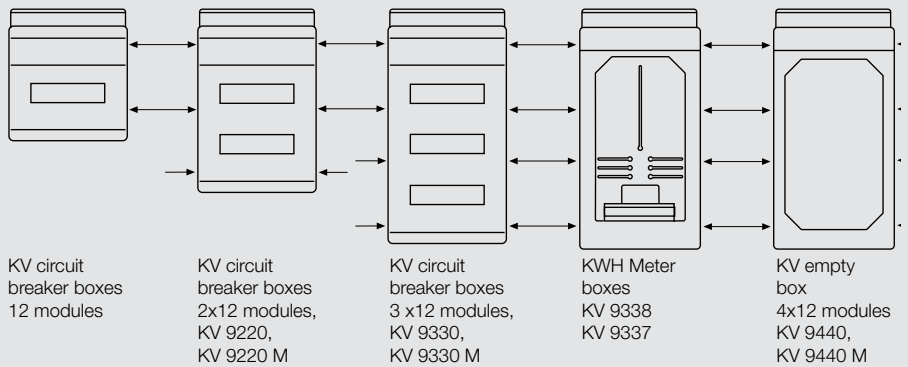 KV circuit
breaker boxes
12 modules
KV circuit
breaker boxes
2x12 modules,
KV 9220,
KV 9220 M
KV circuit
breaker boxes
3 x12 modules,
KV 9330,
KV 9330 M
KWH Meter
boxes
KV 9338
KV 9337
KV empty
box
4x12 modules
KV 9440,
KV 9440 M